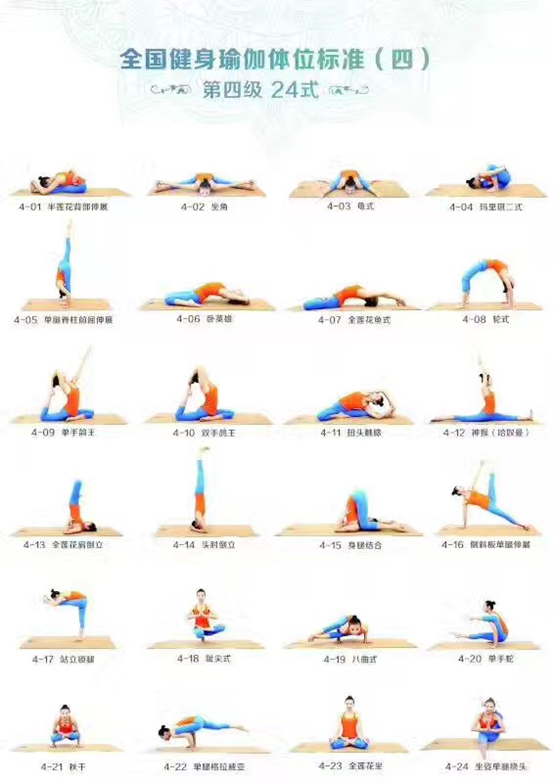 全国健身瑜伽体位标准（四）
第四级 24式
4-01 半莲花背部伸展
4-02 坐角
4-03 龟式
4-04 玛里琪二式
4-05 单腿脊柱前屈伸展
4-06 卧英雄
4-07 全莲花鱼式
4-08 轮式
4-09 单手鸽王
4-10 双手鸽王
4-11 扭头触膝
4-12 神猴（哈努曼）
4-13 全莲花肩倒立
4-14 头肘倒立
4-15 身腿结合
4-16 侧斜板单腿伸展
4-17 站立锁腿
4-18 趾尖式
4-19 八曲式
4-20 单手蛇
4-21 秋千
4-22 单腿格拉威亚
4-23 全莲花坐
4-24 坐姿单腿绕头